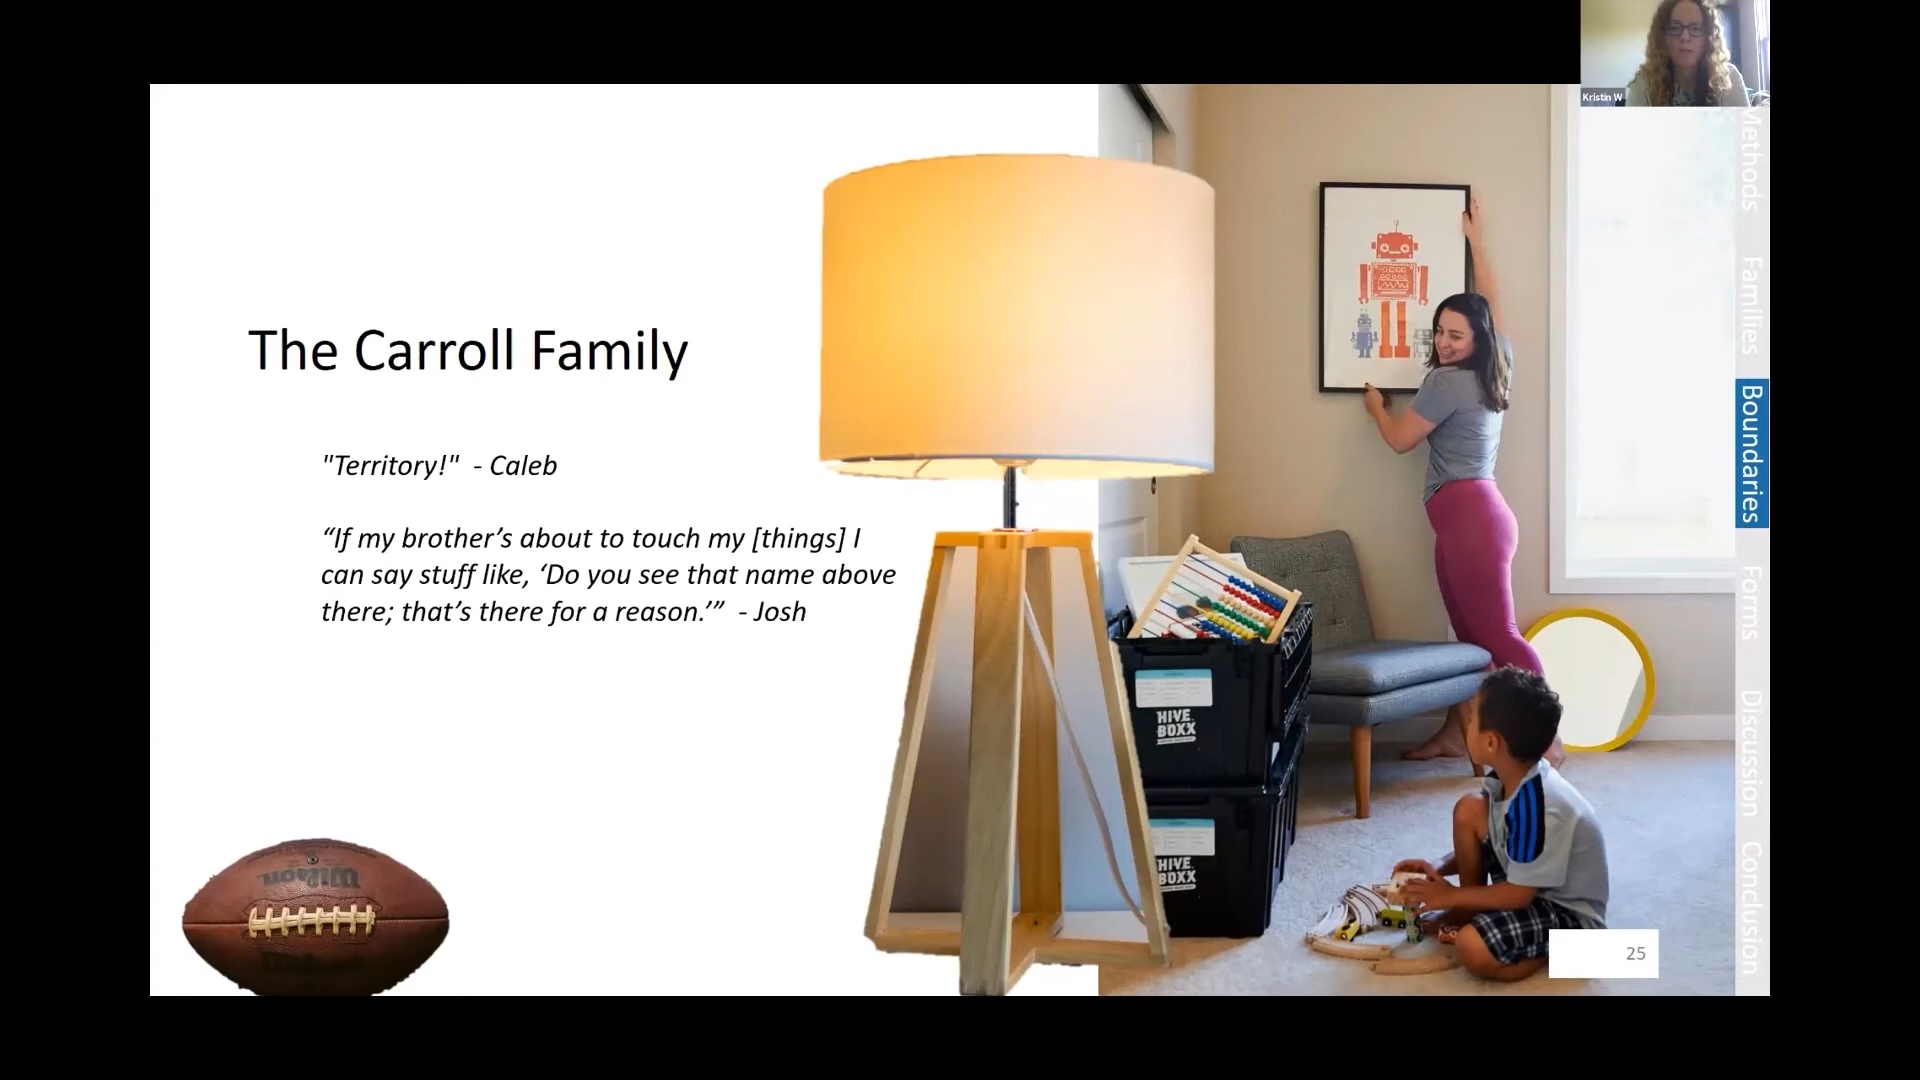 Kristin W
The Carroll Family
"Territory!" - Caleb
“If my brother’s about to touch my [things] I
can say stuff like, ‘Do you see that name above
there; that’s there for a reason.’” - Josh
Wilson
HIVE
BOXX
HIVE
BOXX
Methods
Families
Boundaries
Forms
Discussion
Conclusion
25